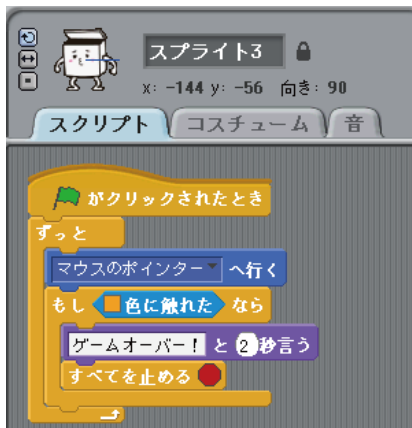 スプライト3
x: -144 y: -56 向き: 90
スクリプト コスチューム 音
がクリックされたとき
ずっと
マウスのポインター へ行く
もし 色に触れた なら
ゲームオーバー! と 2 秒言う
すべてを止める